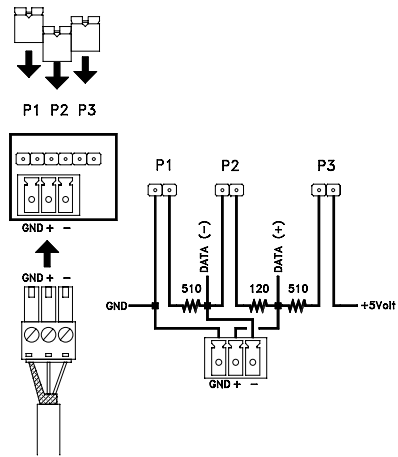 P1 P2 P3
GND + −
GND + −
P1 P2 P3
DATA (−) DATA (+)
510 120 510
GND +5Volt
GND + −